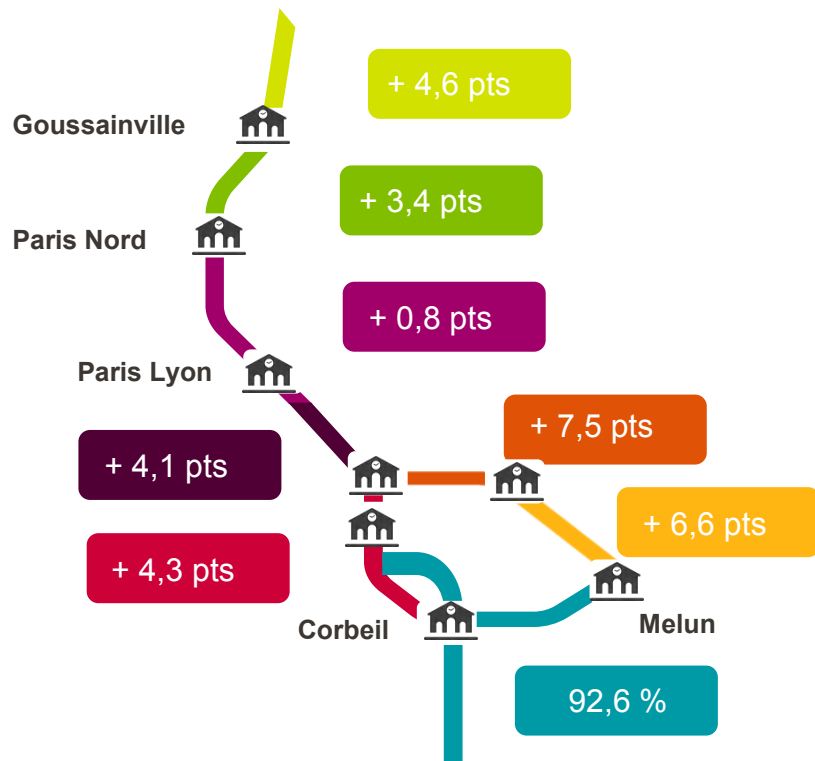 + 4,6 pts
Goussainville
+ 3,4 pts
Paris Nord
+ 0,8 pts
Paris Lyon
+ 7,5 pts
+ 4,1 pts
+ 6,6 pts
+ 4,3 pts
Corbeil
Melun
92,6 %